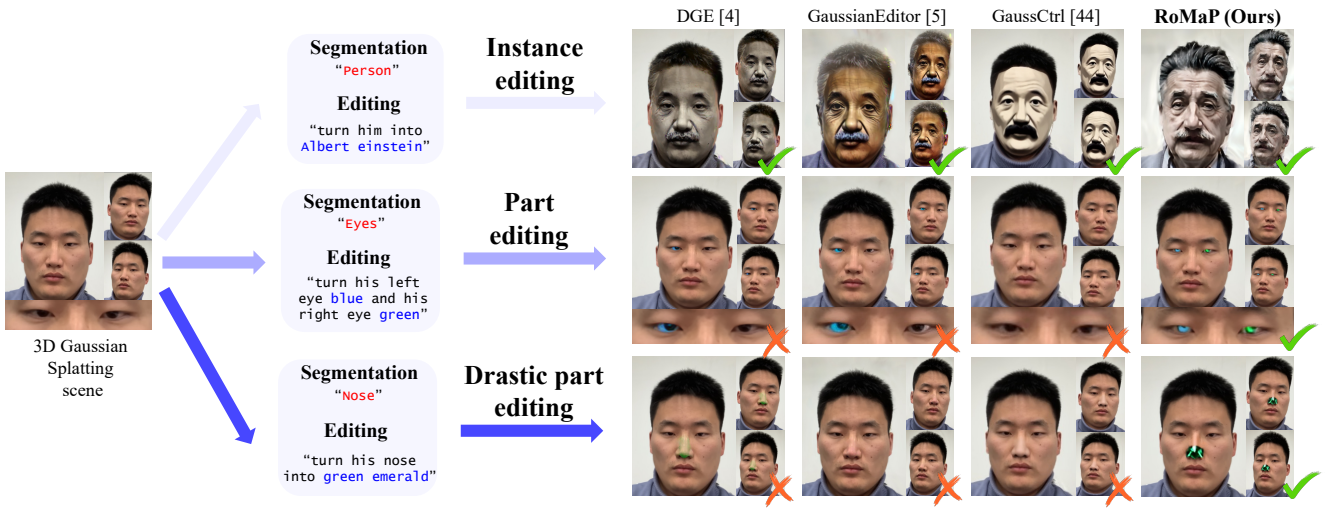 DGE [4]
GaussianEditor [5]
GaussCtrl [44]
RoMaP (Ours)
Segmentation
“Person”
Editing
“turn him into
Albert einstein”
Instance
editing
Segmentation
“Eyes”
Editing
“turn his left
eye blue and his
right eye green”
Part
editing
3D Gaussian
Splatting
scene
Segmentation
“Nose”
Editing
“turn his nose
into green emerald”
Drastic part
editing